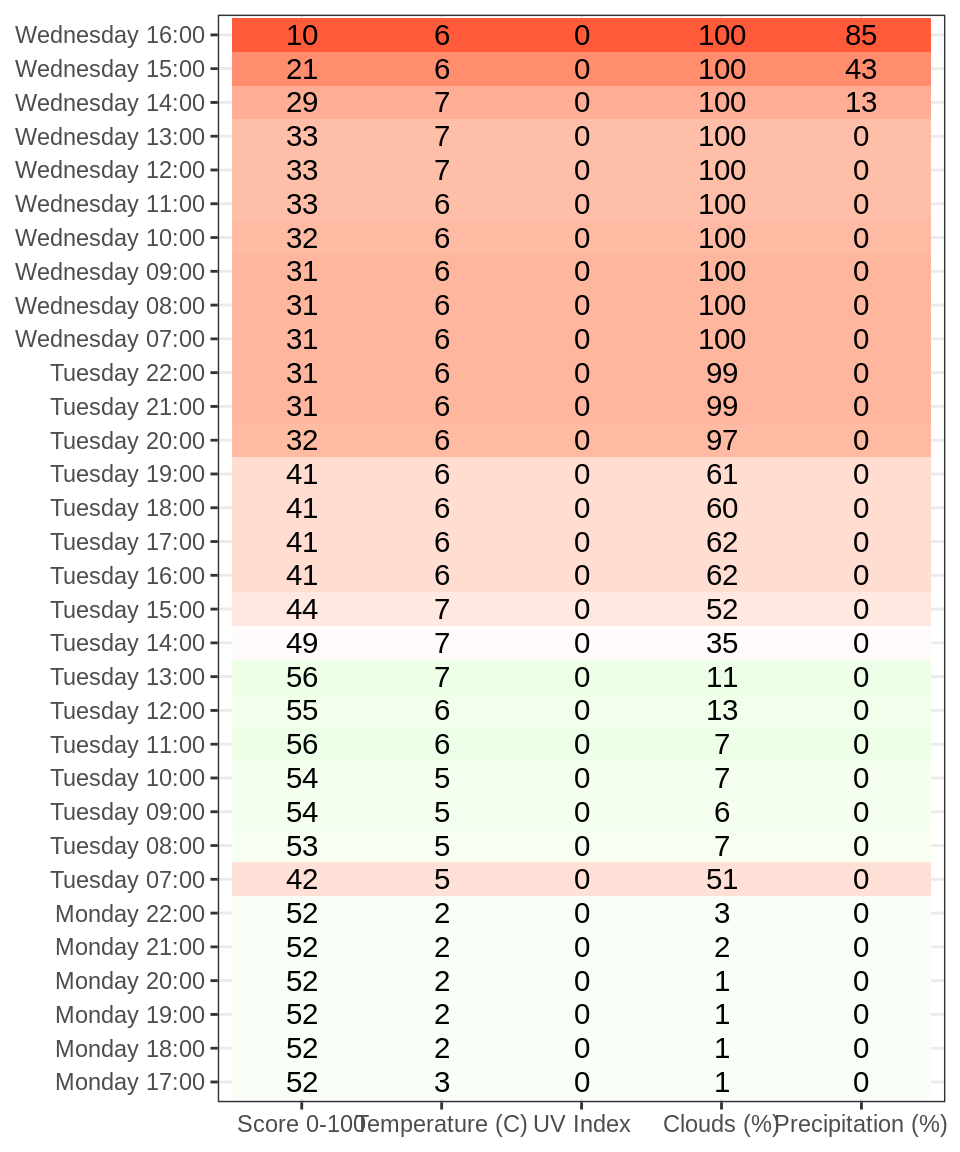 Wednesday 16:00 10 6 0 100 85
Wednesday 15:00 21 6 0 100 43
Wednesday 14:00 29 7 0 100 13
Wednesday 13:00 33 7 0 100 0
Wednesday 12:00 33 7 0 100 0
Wednesday 11:00 33 6 0 100 0
Wednesday 10:00 32 6 0 100 0
Wednesday 09:00 31 6 0 100 0
Wednesday 08:00 31 6 0 100 0
Wednesday 07:00 31 6 0 100 0
Tuesday 22:00 31 6 0 99 0
Tuesday 21:00 31 6 0 99 0
Tuesday 20:00 32 6 0 97 0
Tuesday 19:00 41 6 0 61 0
Tuesday 18:00 41 6 0 60 0
Tuesday 17:00 41 6 0 62 0
Tuesday 16:00 41 6 0 62 0
Tuesday 15:00 44 7 0 52 0
Tuesday 14:00 49 7 0 35 0
Tuesday 13:00 56 7 0 11 0
Tuesday 12:00 55 6 0 13 0
Tuesday 11:00 56 6 0 7 0
Tuesday 10:00 54 5 0 7 0
Tuesday 09:00 54 5 0 6 0
Tuesday 08:00 53 5 0 7 0
Tuesday 07:00 42 5 0 51 0
Monday 22:00 52 2 0 3 0
Monday 21:00 52 2 0 2 0
Monday 20:00 52 2 0 1 0
Monday 19:00 52 2 0 1 0
Monday 18:00 52 2 0 1 0
Monday 17:00 52 3 0 1 0
Score 0-100 Temperature (C) UV Index Clouds (%) Precipitation (%)